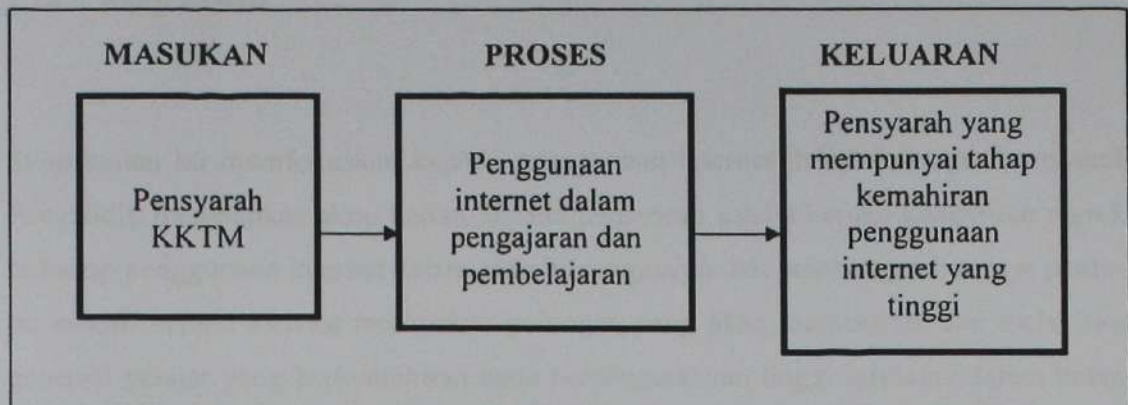 MASUKAN
PROSES
KELUARAN
Pensyarah
KKTM
Penggunaan
internet dalam
pengajaran dan
pembelajaran
Pensyarah yang
mempunyai tahap
kemahiran
penggunaan
internet yang
tinggi